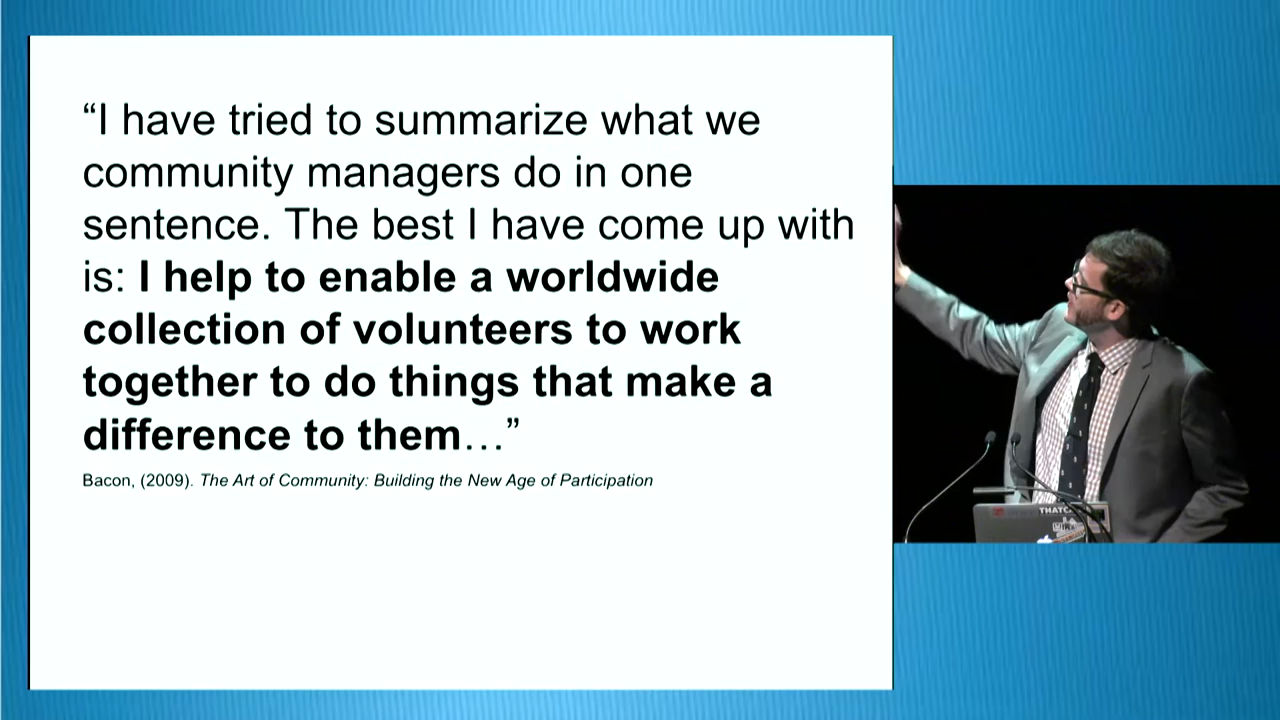 “I have tried to summarize what we
community managers do in one
sentence. The best I have come up with
is: I help to enable a worldwide
collection of volunteers to work
together to do things that make a
difference to them…”
Bacon, (2009). The Art of Community: Building the New Age of Participation